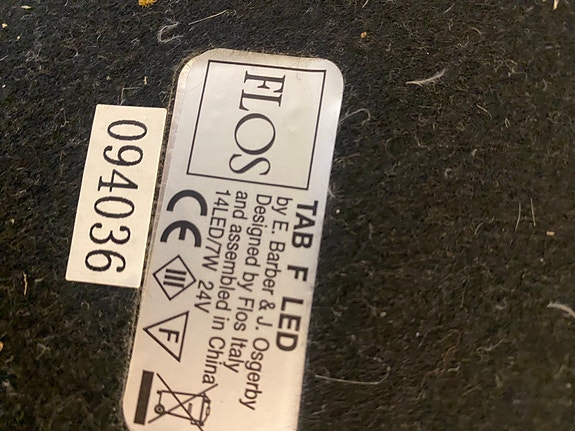 FLOS
TAB F LED
by E. Barber & J. Osgerby
Designed by Flos Italy
and assembled in China
14LED/7W 24V
CE III F
094036